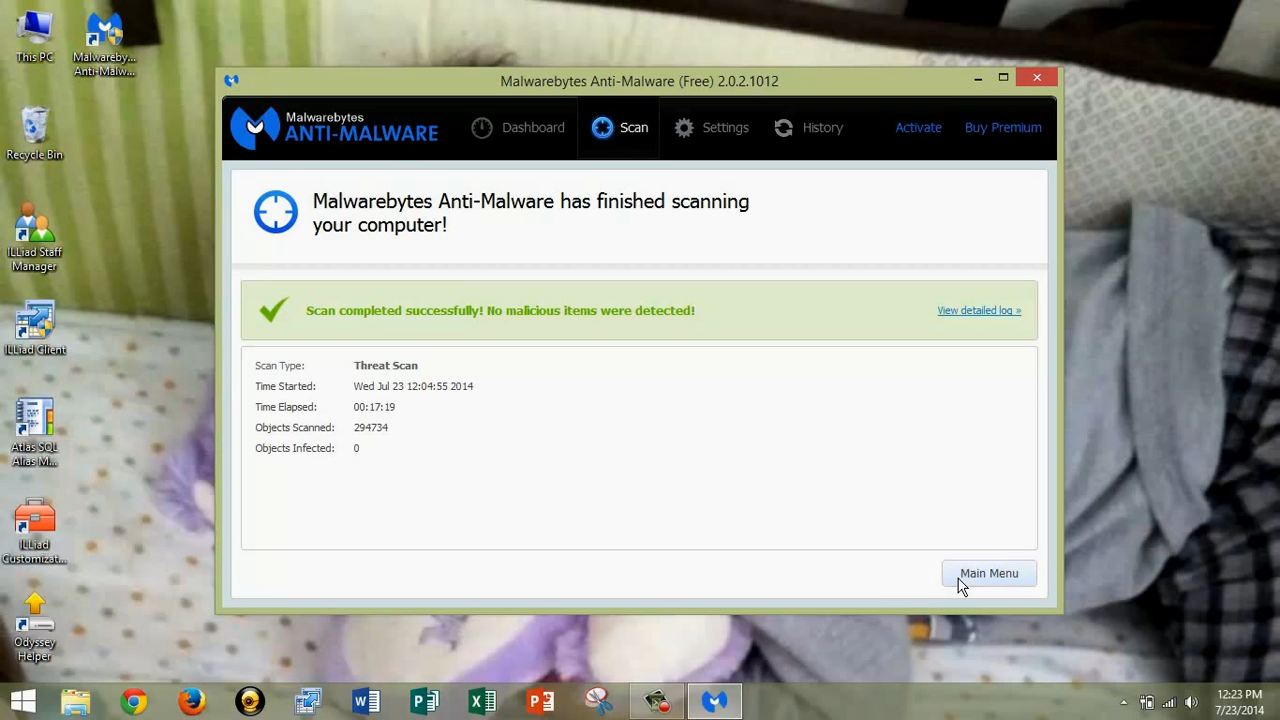 This PC
Malwareby...
Anti-Malw...
Recycle Bin
ILLiad Staff
Manager
ILLiad Client
Atlas SQL
Alias M...
ILLiad
Customizat...
Odyssey
Helper
Malwarebytes Anti-Malware (Free) 2.0.2.1012
Malwarebytes
ANTI-MALWARE
Dashboard
Scan
Settings
History
Activate
Buy Premium
Malwarebytes Anti-Malware has finished scanning
your computer!
Scan completed successfully! No malicious items were detected!
View detailed log »
Scan Type: Threat Scan
Time Started: Wed Jul 23 12:04:55 2014
Time Elapsed: 00:17:19
Objects Scanned: 294734
Objects Infected: 0
Main Menu
12:23 PM
7/23/2014